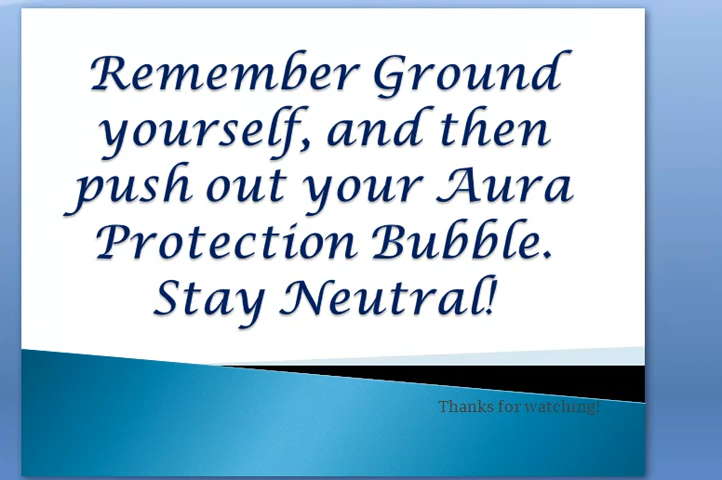 Remember Ground
yourself, and then
push out your Aura
Protection Bubble.
Stay Neutral!
Thanks for watching!